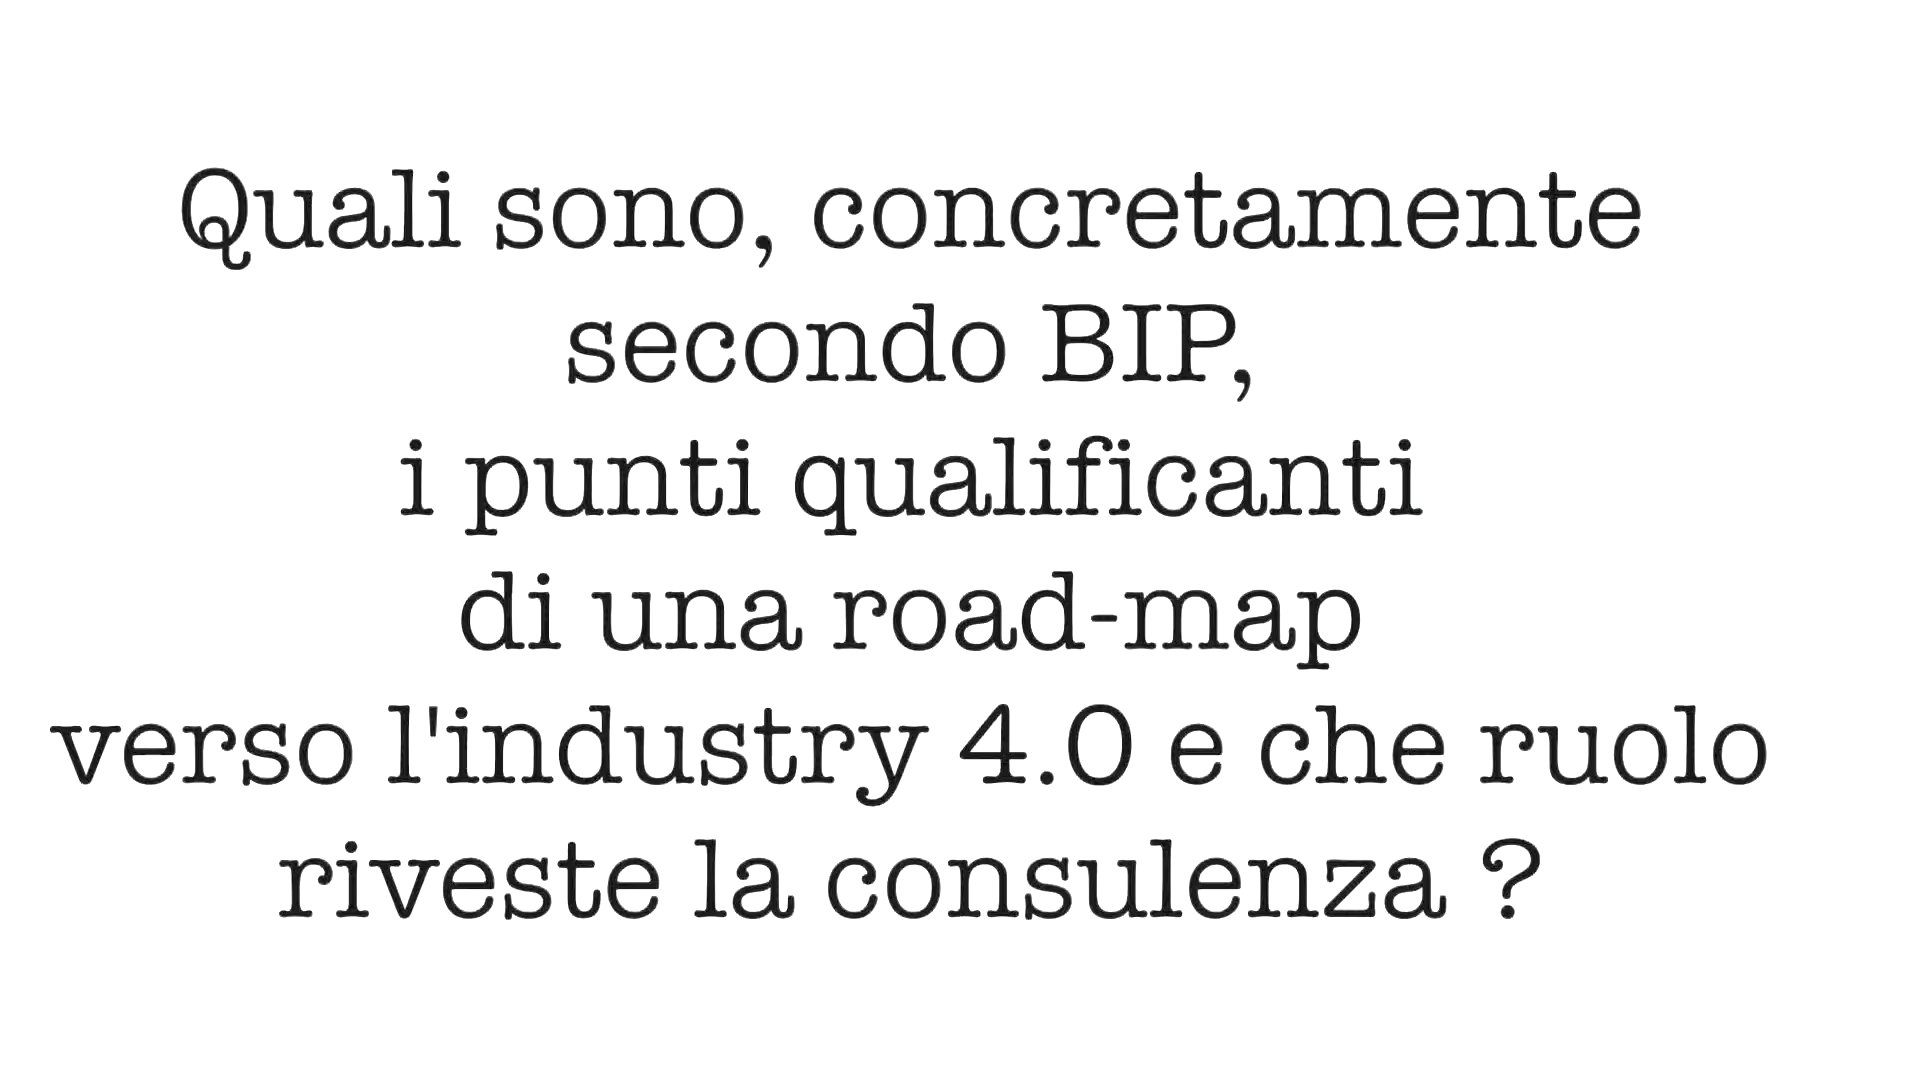 Quali sono, concretamente
secondo BIP,
i punti qualificanti
di una road-map
verso l'industry 4.0 e che ruolo
riveste la consulenza ?